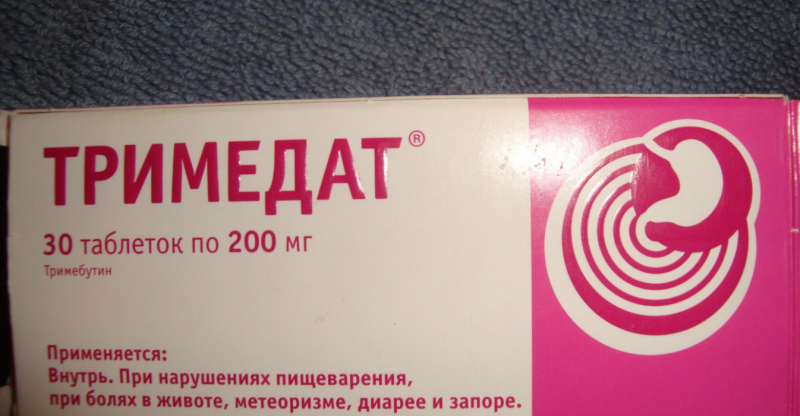 ТРИМЕДАТ®
30 таблеток по 200 мг
Тримебутин
Применяется:
Внутрь. При нарушениях пищеварения,
при болях в животе, метеоризме, диарее и запоре.